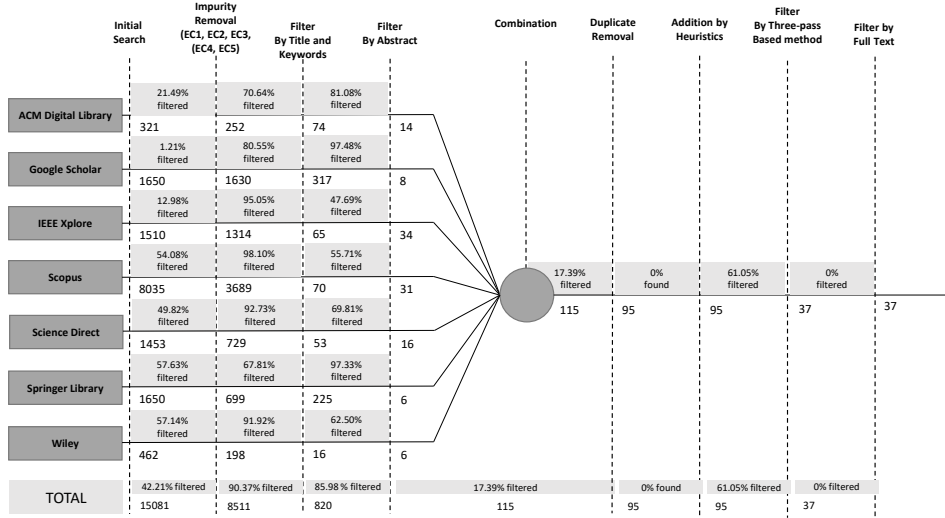 Initial
Search
Impurity
Removal
(EC1, EC2, EC3,
(EC4, EC5)
Filter
By Title and
Keywords
Filter
By Abstract
Combination
Duplicate
Removal
Addition by
Heuristics
Filter
By Three-pass
Based method
Filter by
Full Text
ACM Digital Library
21.49%
filtered
70.64%
filtered
81.08%
filtered
321
252
74
14
Google Scholar
1.21%
filtered
80.55%
filtered
97.48%
filtered
1650
1630
317
8
IEEE Xplore
12.98%
filtered
95.05%
filtered
47.69%
filtered
1510
1314
65
34
Scopus
54.08%
filtered
98.10%
filtered
55.71%
filtered
8035
3689
70
31
Science Direct
49.82%
filtered
92.73%
filtered
69.81%
filtered
1453
729
53
16
Springer Library
57.63%
filtered
67.81%
filtered
97.33%
filtered
1650
699
225
6
Wiley
57.14%
filtered
91.92%
filtered
62.50%
filtered
462
198
16
6
17.39%
filtered
0%
found
61.05%
filtered
0%
filtered
115
95
95
37
37
TOTAL
42.21% filtered
90.37% filtered
85.98 % filtered
17.39% filtered
0% found
61.05% filtered
0% filtered
15081
8511
820
115
95
95
37